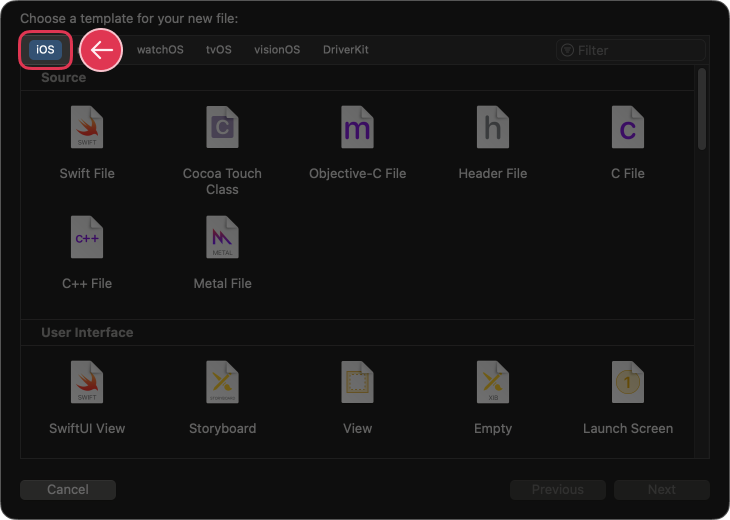 Choose a template for your new file:
iOS watchOS tvOS visionOS DriverKit Filter
Source
SWIFT
C
m
h
c
Swift File
Cocoa Touch
Class
Objective-C File
Header File
C File
C++
METAL
C++ File
Metal File
User Interface
SWIFT
STORYBOARD
XIB
1
SwiftUI View
Storyboard
View
Empty
Launch Screen
Cancel
Previous
Next